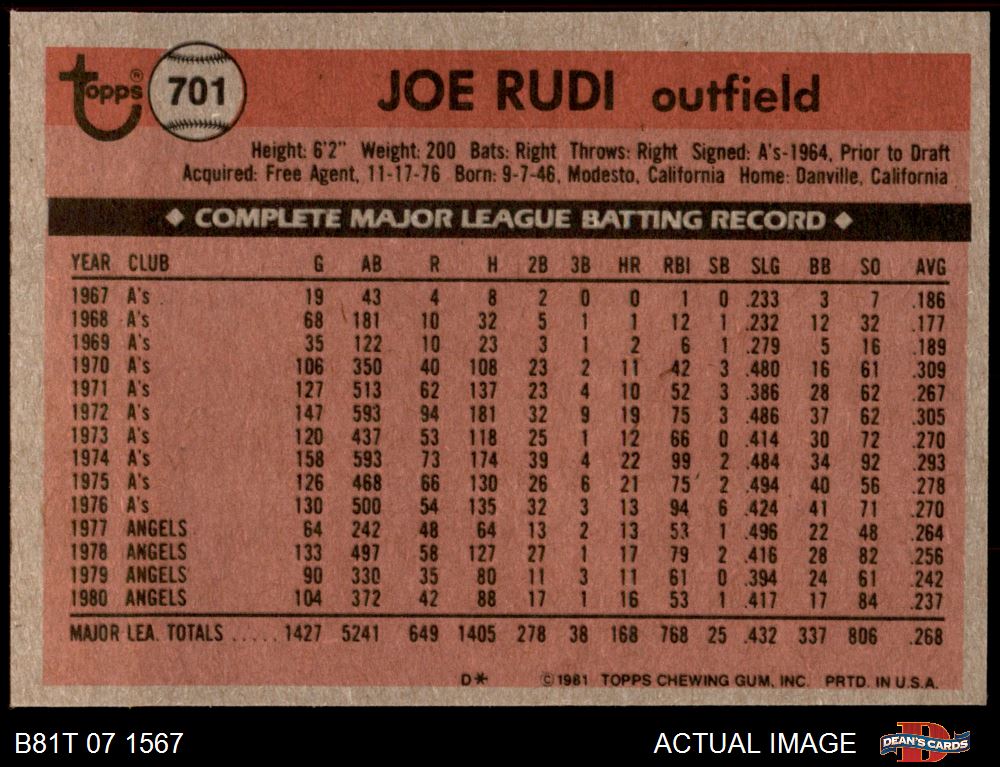 topps® 701 JOE RUDI outfield
Height: 6'2" Weight: 200 Bats: Right Throws: Right Signed: A's-1964, Prior to Draft
Acquired: Free Agent, 11-17-76 Born: 9-7-46, Modesto, California Home: Danville, California
◆ COMPLETE MAJOR LEAGUE BATTING RECORD ◆
YEAR CLUB G AB R H 2B 3B HR RBI SB SLG BB SO AVG
1967 A's 19 43 4 8 2 0 0 1 0 .233 3 7 .186
1968 A's 68 181 10 32 5 1 1 12 1 .232 12 32 .177
1969 A's 35 122 10 23 3 1 2 6 1 .279 5 16 .189
1970 A's 106 350 40 108 23 2 11 42 3 .480 16 61 .309
1971 A's 127 513 62 137 23 4 10 52 3 .386 28 62 .267
1972 A's 147 593 94 181 32 9 19 75 3 .486 37 62 .305
1973 A's 120 437 53 118 25 1 12 66 0 .414 30 72 .270
1974 A's 158 593 73 174 39 4 22 99 2 .484 34 92 .293
1975 A's 126 468 66 130 26 6 21 75 2 .494 40 56 .278
1976 A's 130 500 54 135 32 3 13 94 6 .424 41 71 .270
1977 ANGELS 64 242 48 64 13 2 13 53 1 .496 22 48 .264
1978 ANGELS 133 497 58 127 27 1 17 79 2 .416 28 82 .256
1979 ANGELS 90 330 35 80 11 3 11 61 0 .394 24 61 .242
1980 ANGELS 104 372 42 88 17 1 16 53 1 .417 17 84 .237
MAJOR LEA. TOTALS ..... 1427 5241 649 1405 278 38 168 768 25 .432 337 806 .268
D* © 1981 TOPPS CHEWING GUM, INC. PRTD. IN U.S.A.
B81T 07 1567 ACTUAL IMAGE DEAN'S CARDS